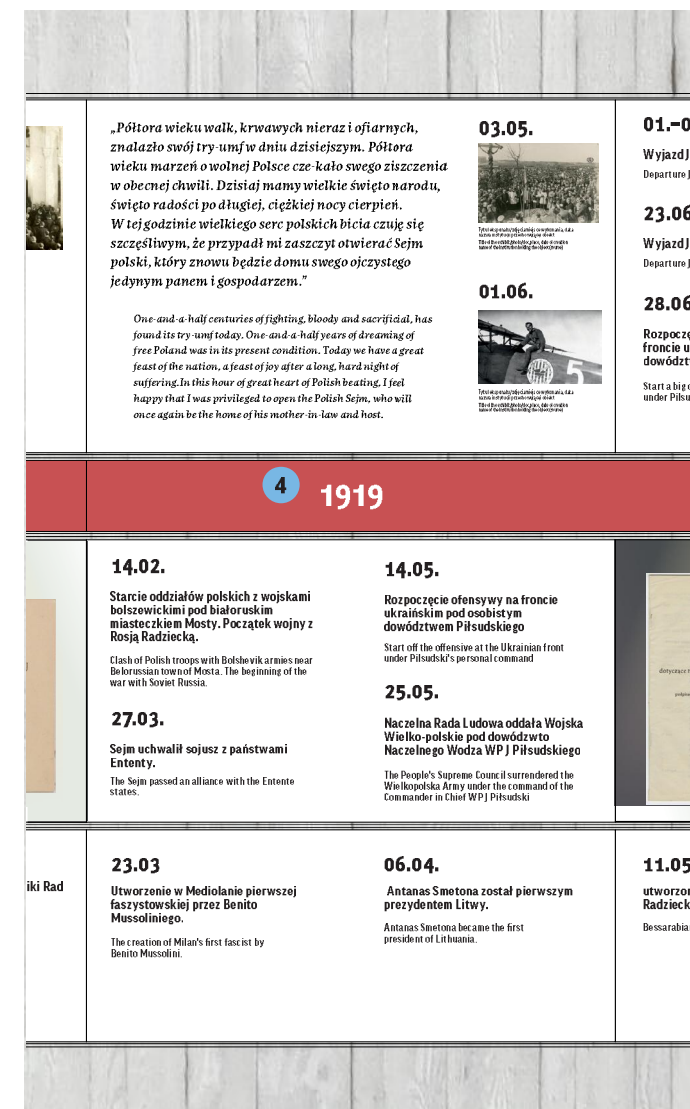 „Półtora wieku walk, krwawych nieraz i ofiarnych,
znalazło swój try-umf w dniu dzisiejszym. Półtora
wieku marzeń o wolnej Polsce cze-kało swego ziszczenia
w obecnej chwili. Dzisiaj mamy wielkie święto narodu,
święto radości po długiej, ciężkiej nocy cierpień.
W tej godzinie wielkiego serc polskich bicia czuję się
szczęśliwym, że przypadł mi zaszczyt otwierać Sejm
polski, który znowu będzie domu swego ojczystego
jedynym panem i gospodarzem.”
One-and-a-half centuries of fighting, bloody and sacrificial, has
found its try-umf today. One-and-a-half years of dreaming of
free Poland was in its present condition. Today we have a great
feast of the nation, a feast of joy after a long, hard night of
suffering.In this hour of great heart of Polish beating, I feel
happy that I was privileged to open the Polish Sejm, who will
once again be the home of his mother-in-law and host.
03.05.
01.06.
5
01.–0
Wyjazd J
Departure J
23.06
Wyjazd J
Departure J
28.06
Rozpoczę
froncie u
dowództ
Start a big o
under Piłsu
4
1919
14.02.
Starcie oddziałów polskich z wojskami
bolszewickimi pod białoruskim
miasteczkiem Mosty. Początek wojny z
Rosją Radziecką.
Clash of Polish troops with Bolshevik armies near
Belorussian town of Mosta. The beginning of the
war with Soviet Russia.
27.03.
Sejm uchwalił sojusz z państwami
Ententy.
The Sejm passed an alliance with the Entente
states.
14.05.
Rozpoczęcie ofensywy na froncie
ukraińskim pod osobistym
dowództwem Piłsudskiego
Start off the offensive at the Ukrainian front
under Pilsudski's personal command
25.05.
Naczelna Rada Ludowa oddała Wojska
Wielko-polskie pod dowództwo
Naczelnego Wodza WP J Piłsudskiego
The People's Supreme Council surrendered the
Wielkopolska Army under the command of the
Commander in Chief WP J Piłsudski
dotyczące
iki Rad
23.03
Utworzenie w Mediolanie pierwszej
faszystowskiej przez Benito
Mussoliniego.
The creation of Milan's first fascist by
Benito Mussolini.
06.04.
Antanas Smetona został pierwszym
prezydentem Litwy.
Antanas Smetona became the first
president of Lithuania.
11.05
utworzon
Radzieck
Bessarabia